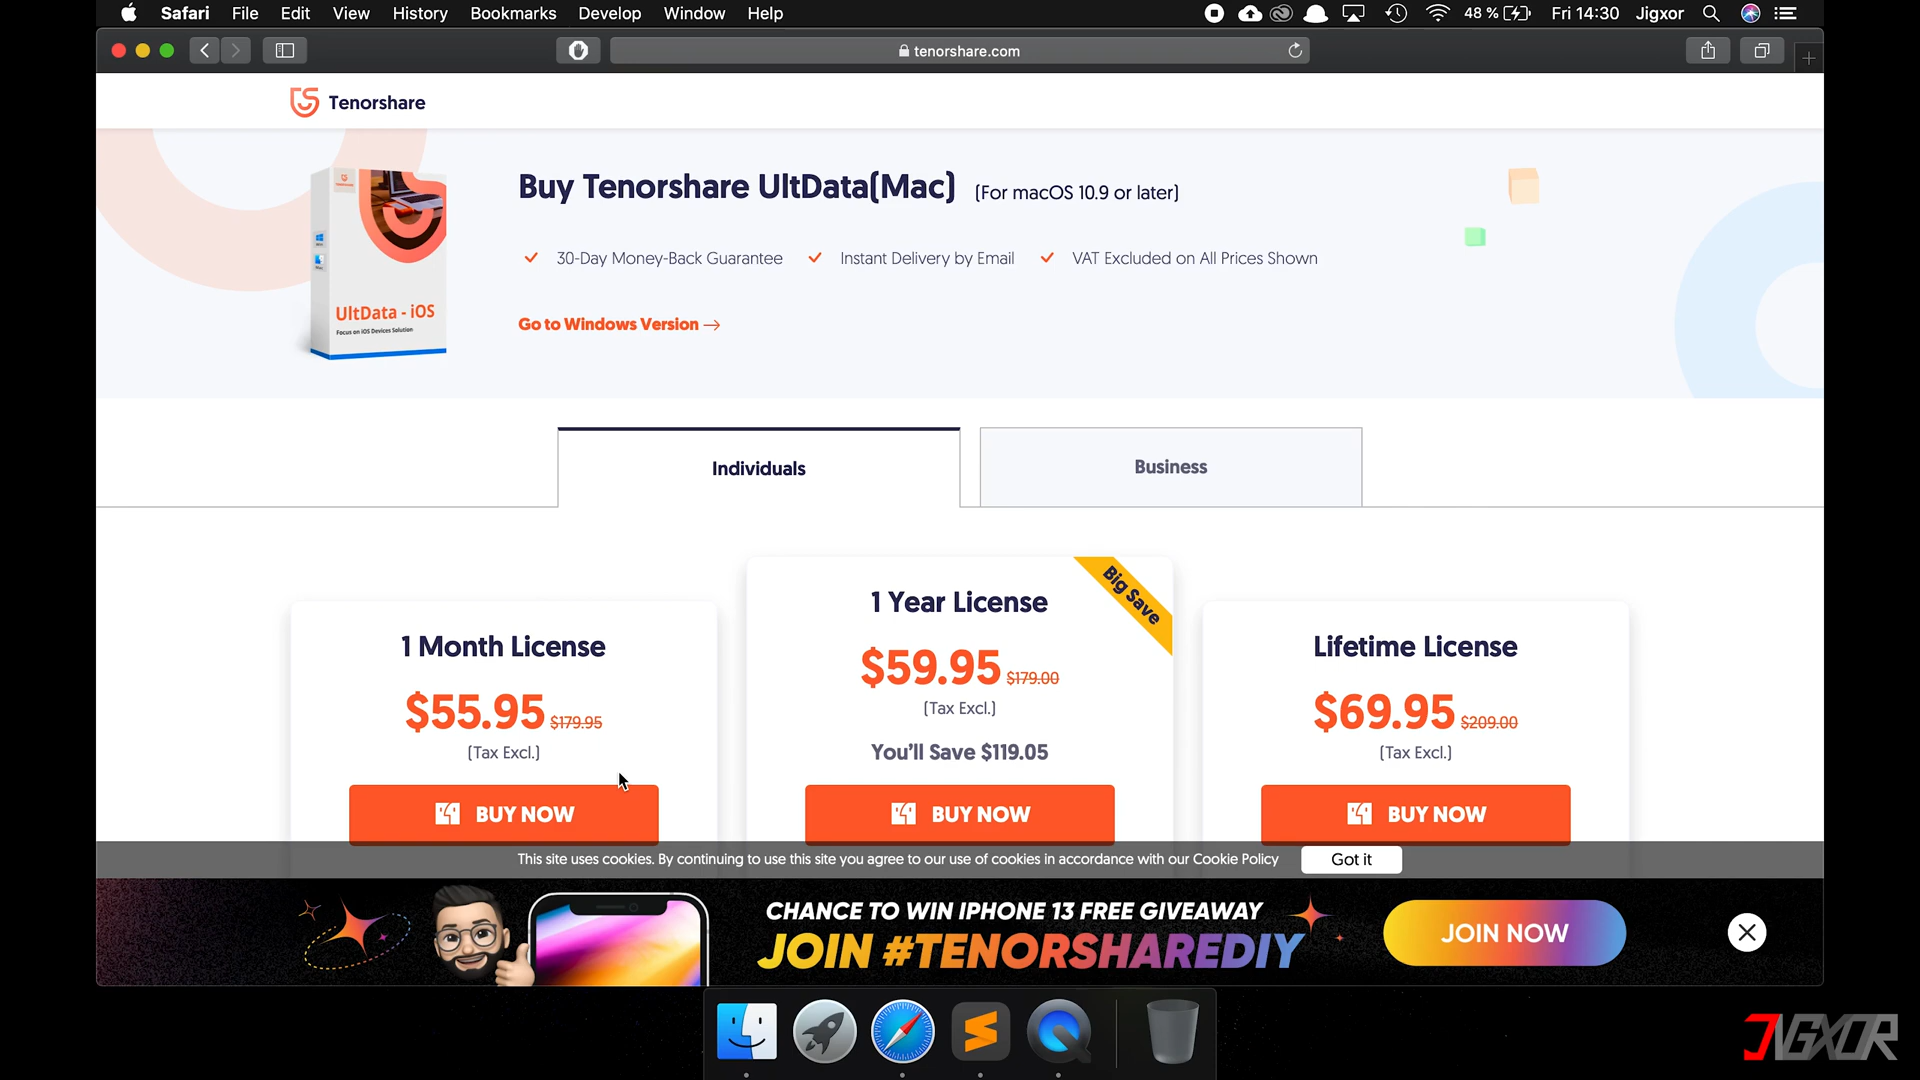 Safari File Edit View History Bookmarks Develop Window Help 48 % Fri 14:30 Jigxor
tenorshare.com
Tenorshare
Buy Tenorshare UltData(Mac) (For macOS 10.9 or later)
30-Day Money-Back Guarantee Instant Delivery by Email VAT Excluded on All Prices Shown
UltData - iOS
Focus on iOS Devices Solution
Go to Windows Version →
Individuals Business
Big Save
1 Year License
1 Month License
Lifetime License
$59.95 $179.00
$55.95 $179.95
$69.95 $209.00
(Tax Excl.)
(Tax Excl.)
(Tax Excl.)
You'll Save $119.05
BUY NOW BUY NOW BUY NOW
This site uses cookies. By continuing to use this site you agree to our use of cookies in accordance with our Cookie Policy Got it
CHANCE TO WIN IPHONE 13 FREE GIVEAWAY
JOIN #TENORSHAREDIY
JOIN NOW
JIGXOR